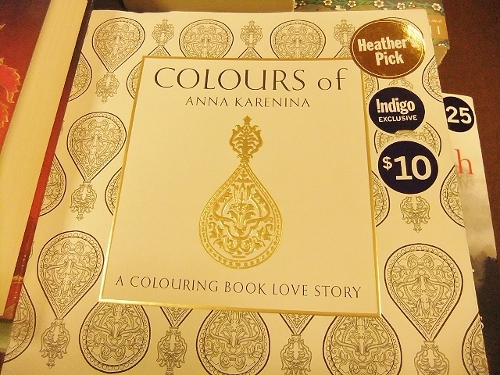 COLOURS of
ANNA KARENINA
A COLOURING BOOK LOVE STORY
Heather's
Pick
!ndigo
EXCLUSIVE
$10
25
h